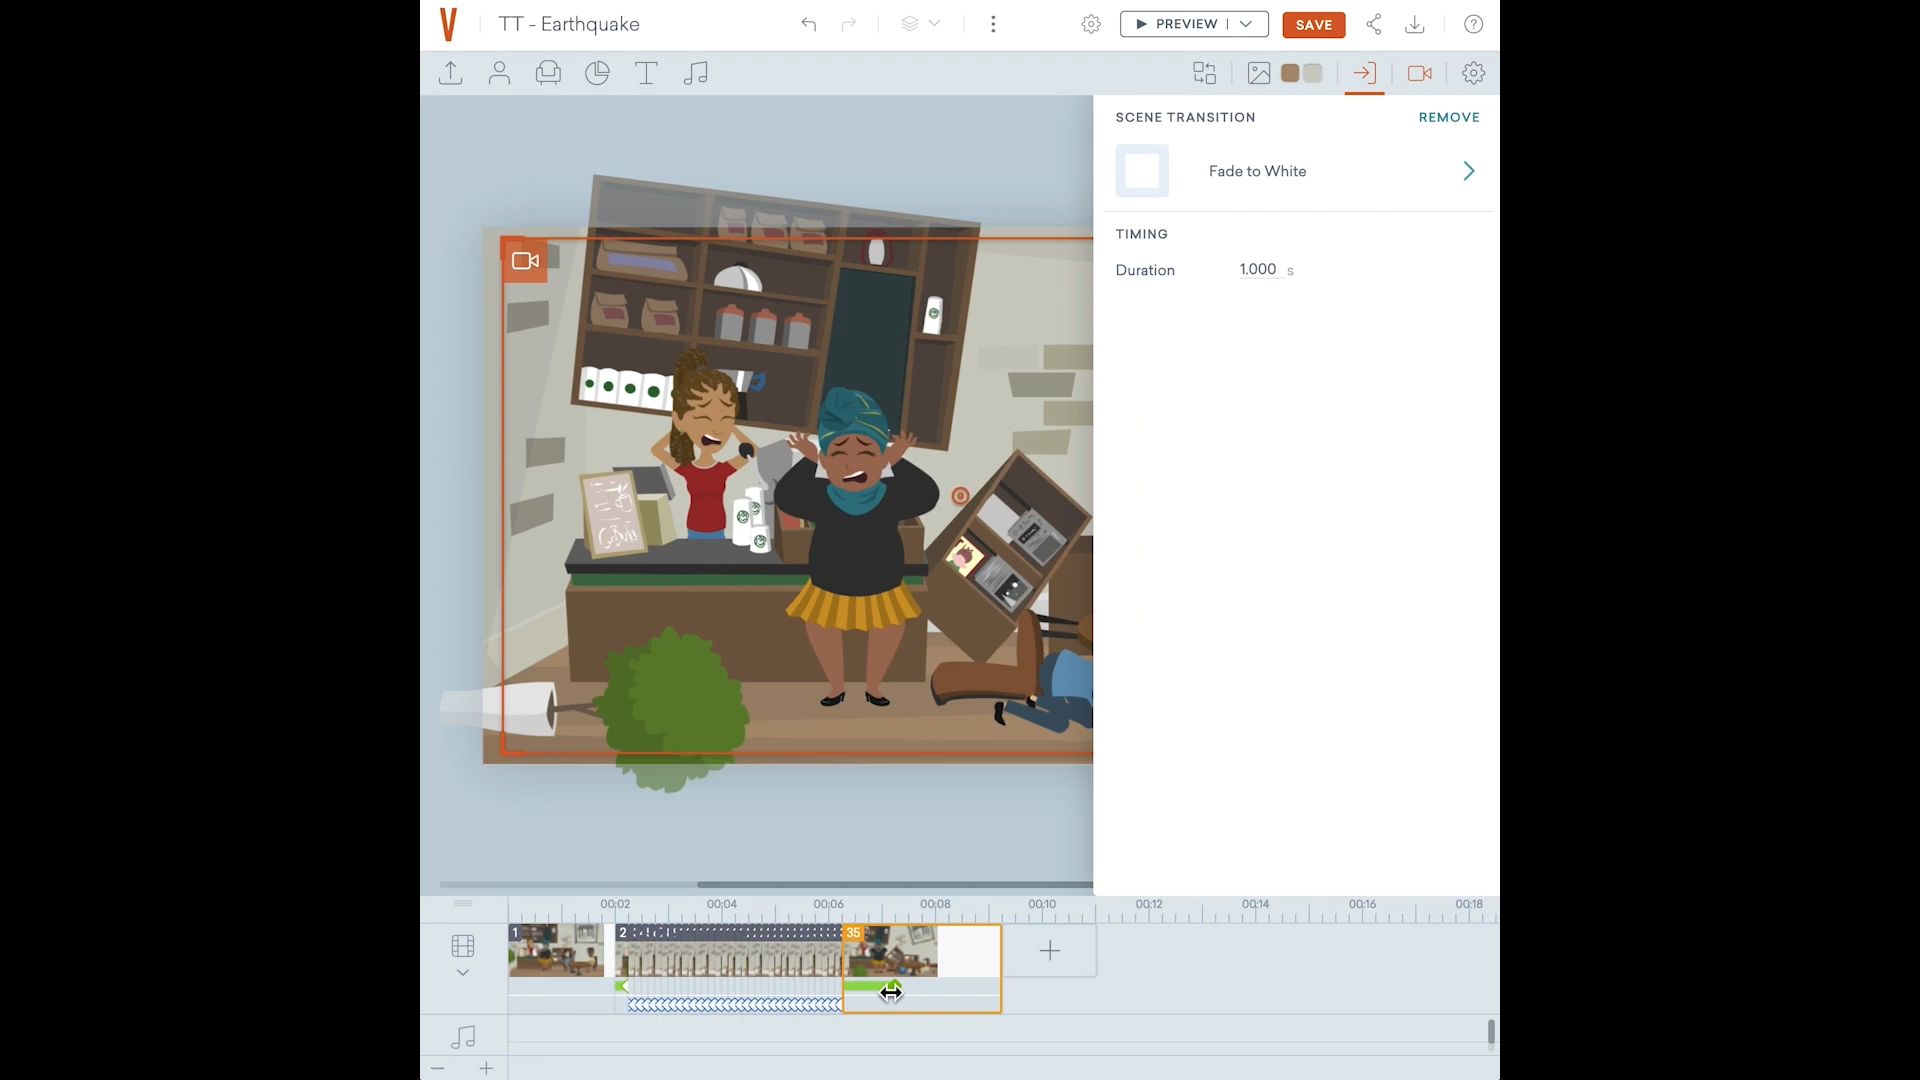 TT - Earthquake
PREVIEW
SAVE
SCENE TRANSITION
REMOVE
Fade to White
TIMING
Duration
1.000 s
00:02
00:04
00:06
00:08
00:10
00:12
00:14
00:16
00:18
1
2
35